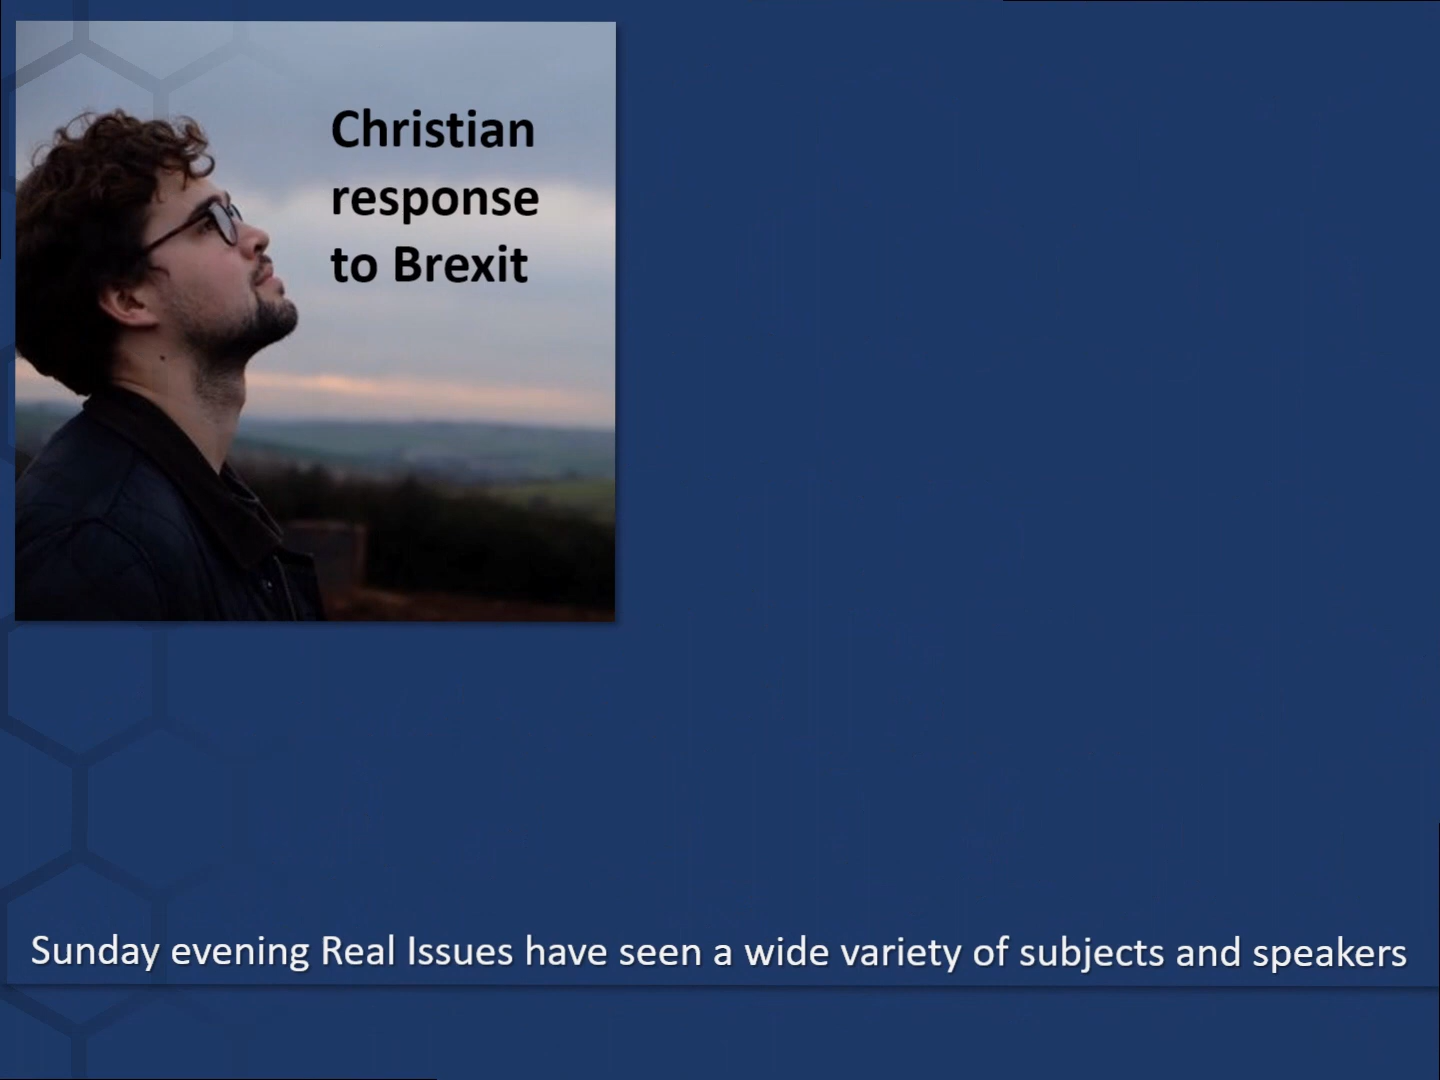 Christian
response
to Brexit
Sunday evening Real Issues have seen a wide variety of subjects and speakers